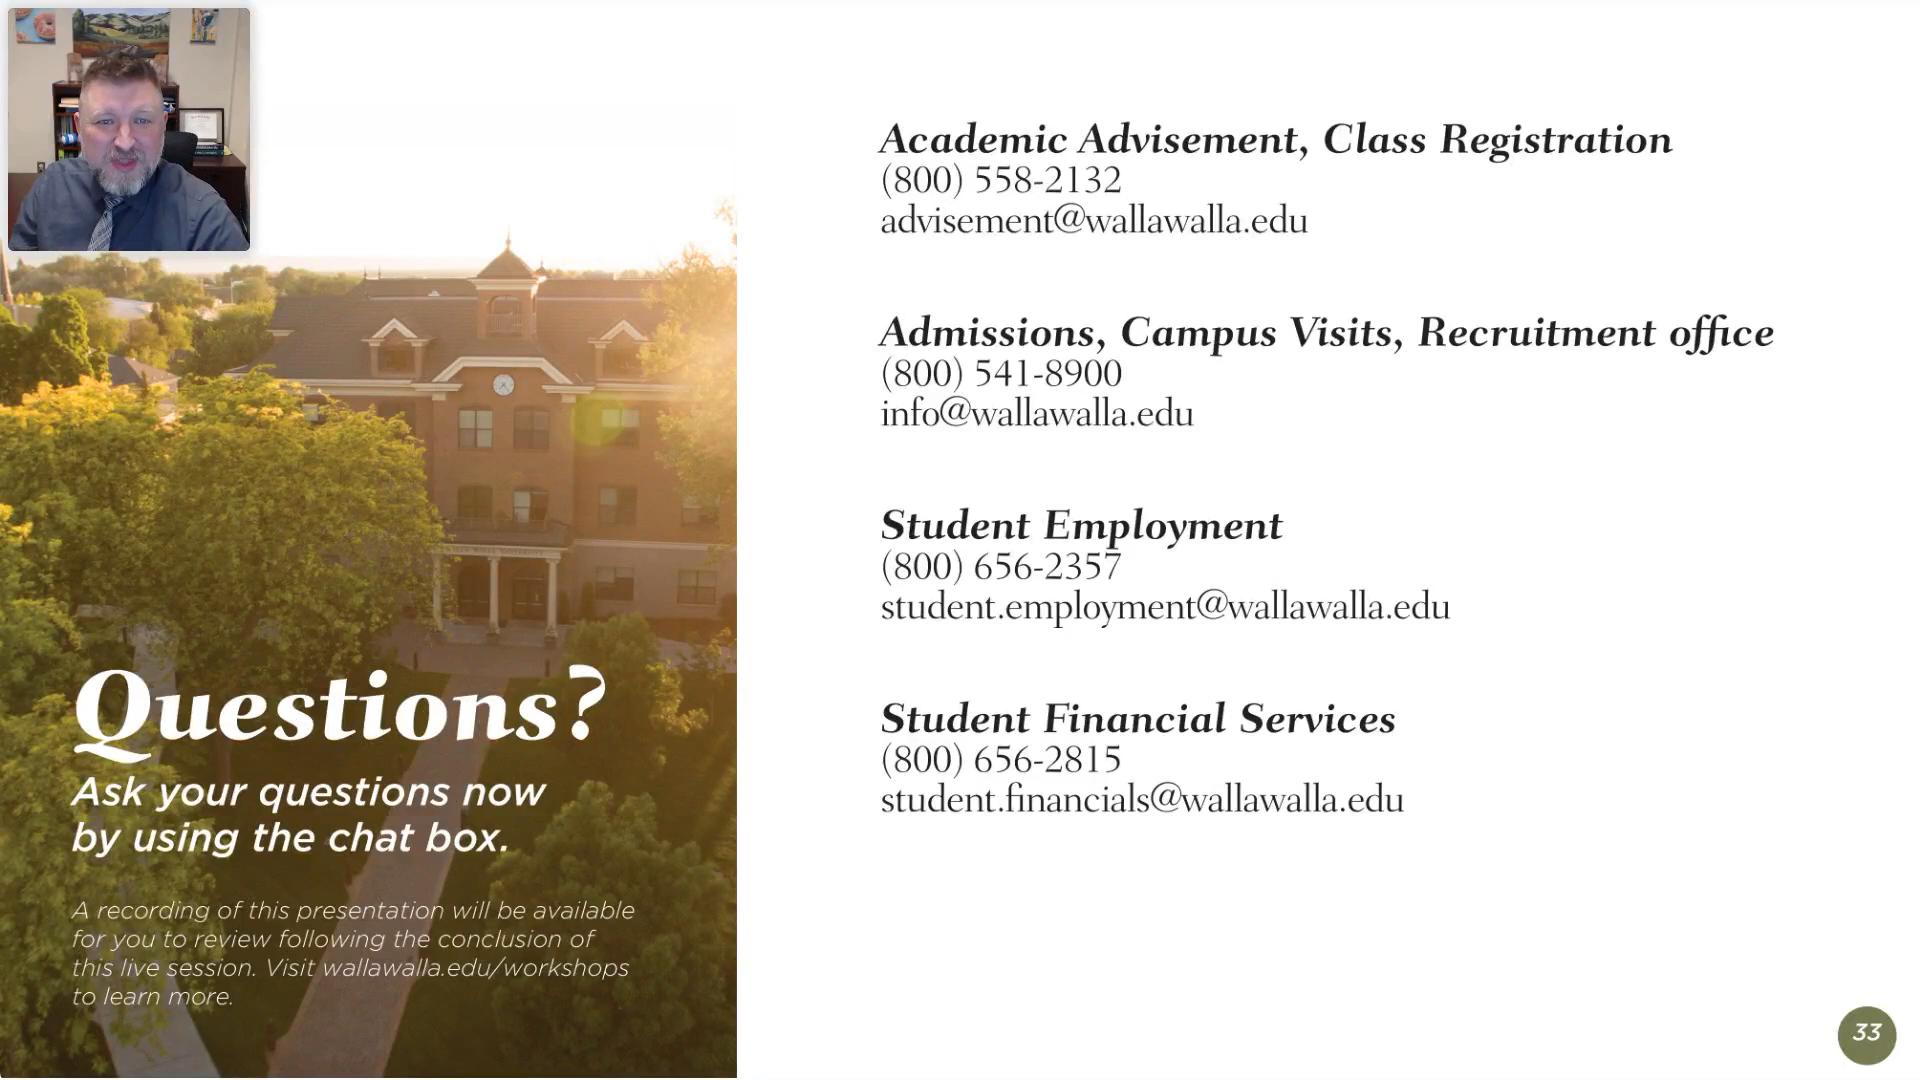 Academic Advisement, Class Registration
(800) 558-2132
advisement@wallawalla.edu
Admissions, Campus Visits, Recruitment office
(800) 541-8900
info@wallawalla.edu
Student Employment
(800) 656-2357
student.employment@wallawalla.edu
Student Financial Services
(800) 656-2815
student.financials@wallawalla.edu
Questions?
Ask your questions now
by using the chat box.
A recording of this presentation will be available
for you to review following the conclusion of
this live session. Visit wallawalla.edu/workshops
to learn more.
33